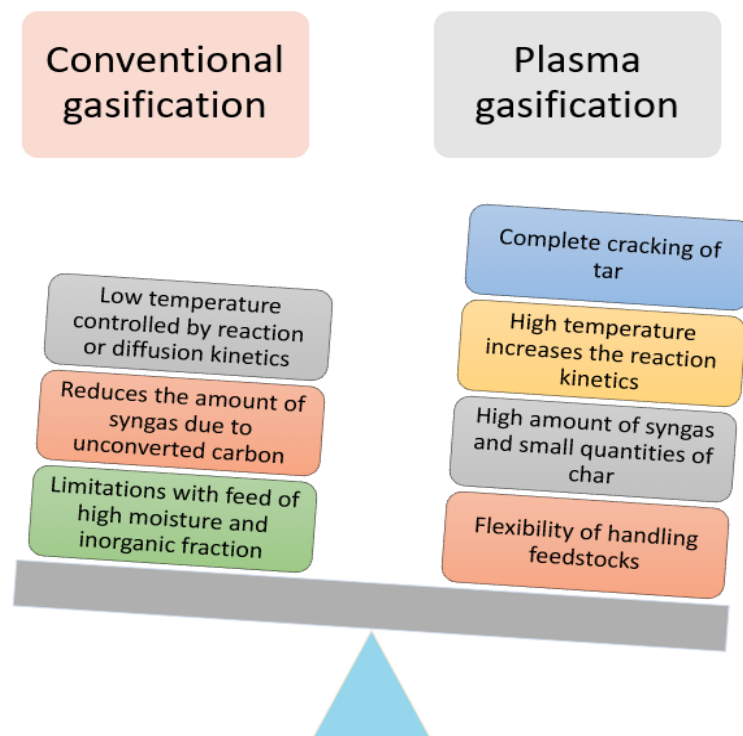 Conventional
gasification
Plasma
gasification
Low temperature
controlled by reaction
or diffusion kinetics
Reduces the amount of
syngas due to
unconverted carbon
Limitations with feed of
high moisture and
inorganic fraction
Complete cracking of
tar
High temperature
increases the reaction
kinetics
High amount of syngas
and small quantities of
char
Flexibility of handling
feedstocks